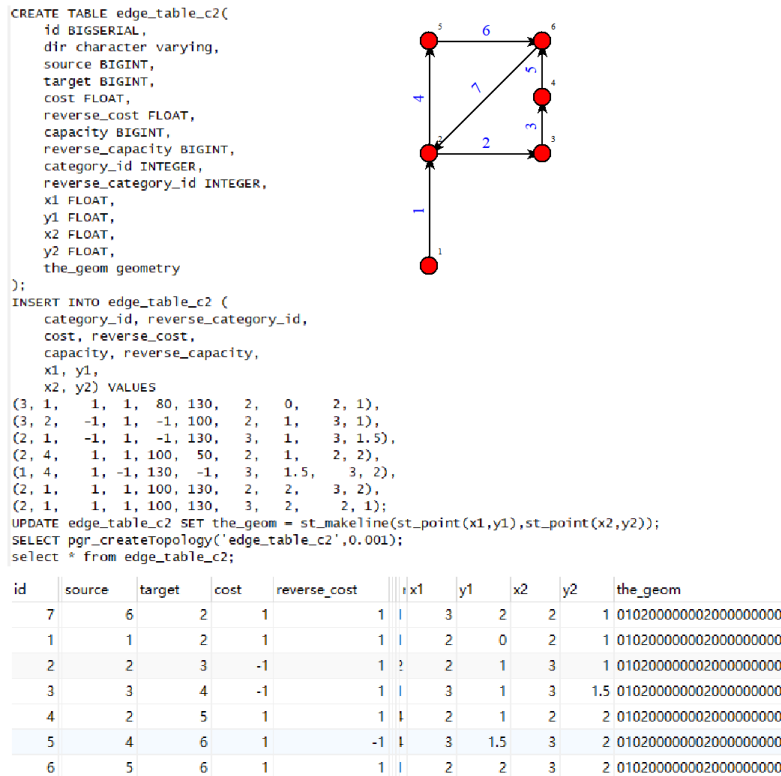 CREATE TABLE edge_table_c2(
id BIGSERIAL,
dir character varying,
source BIGINT,
target BIGINT,
cost FLOAT,
reverse_cost FLOAT,
capacity BIGINT,
reverse_capacity BIGINT,
category_id INTEGER,
reverse_category_id INTEGER,
x1 FLOAT,
y1 FLOAT,
x2 FLOAT,
y2 FLOAT,
the_geom geometry
);
INSERT INTO edge_table_c2 (
category_id, reverse_category_id,
cost, reverse_cost,
capacity, reverse_capacity,
x1, y1,
x2, y2) VALUES
(3, 1, 1, 1, 80, 130, 2, 0, 2, 1),
(3, 2, -1, 1, -1, 100, 2, 1, 3, 1),
(2, 1, -1, 1, -1, 130, 3, 1, 3, 1.5),
(2, 4, 1, 1, 100, 50, 2, 1, 2, 2),
(1, 4, 1, -1, 130, -1, 3, 1.5, 3, 2),
(2, 1, 1, 1, 100, 130, 2, 2, 3, 2),
(2, 1, 1, 1, 100, 130, 3, 2, 2, 1);
UPDATE edge_table_c2 SET the_geom = st_makeline(st_point(x1,y1),st_point(x2,y2));
SELECT pgr_createTopology('edge_table_c2',0.001);
select * from edge_table_c2;
5 6 6
4 7 5 4
2 2 3 3
1
1
id source target cost reverse_cost x1 y1 x2 y2 the_geom
7 6 2 1 1 3 2 2 1 0102000000002000000000
1 1 2 1 1 2 0 2 1 0102000000002000000000
2 2 3 -1 1 2 1 3 1 0102000000002000000000
3 3 4 -1 1 3 1 3 1.5 0102000000002000000000
4 2 5 1 1 2 1 2 2 0102000000002000000000
5 4 6 1 -1 3 1.5 3 2 0102000000002000000000
6 5 6 1 1 2 2 3 2 0102000000002000000000